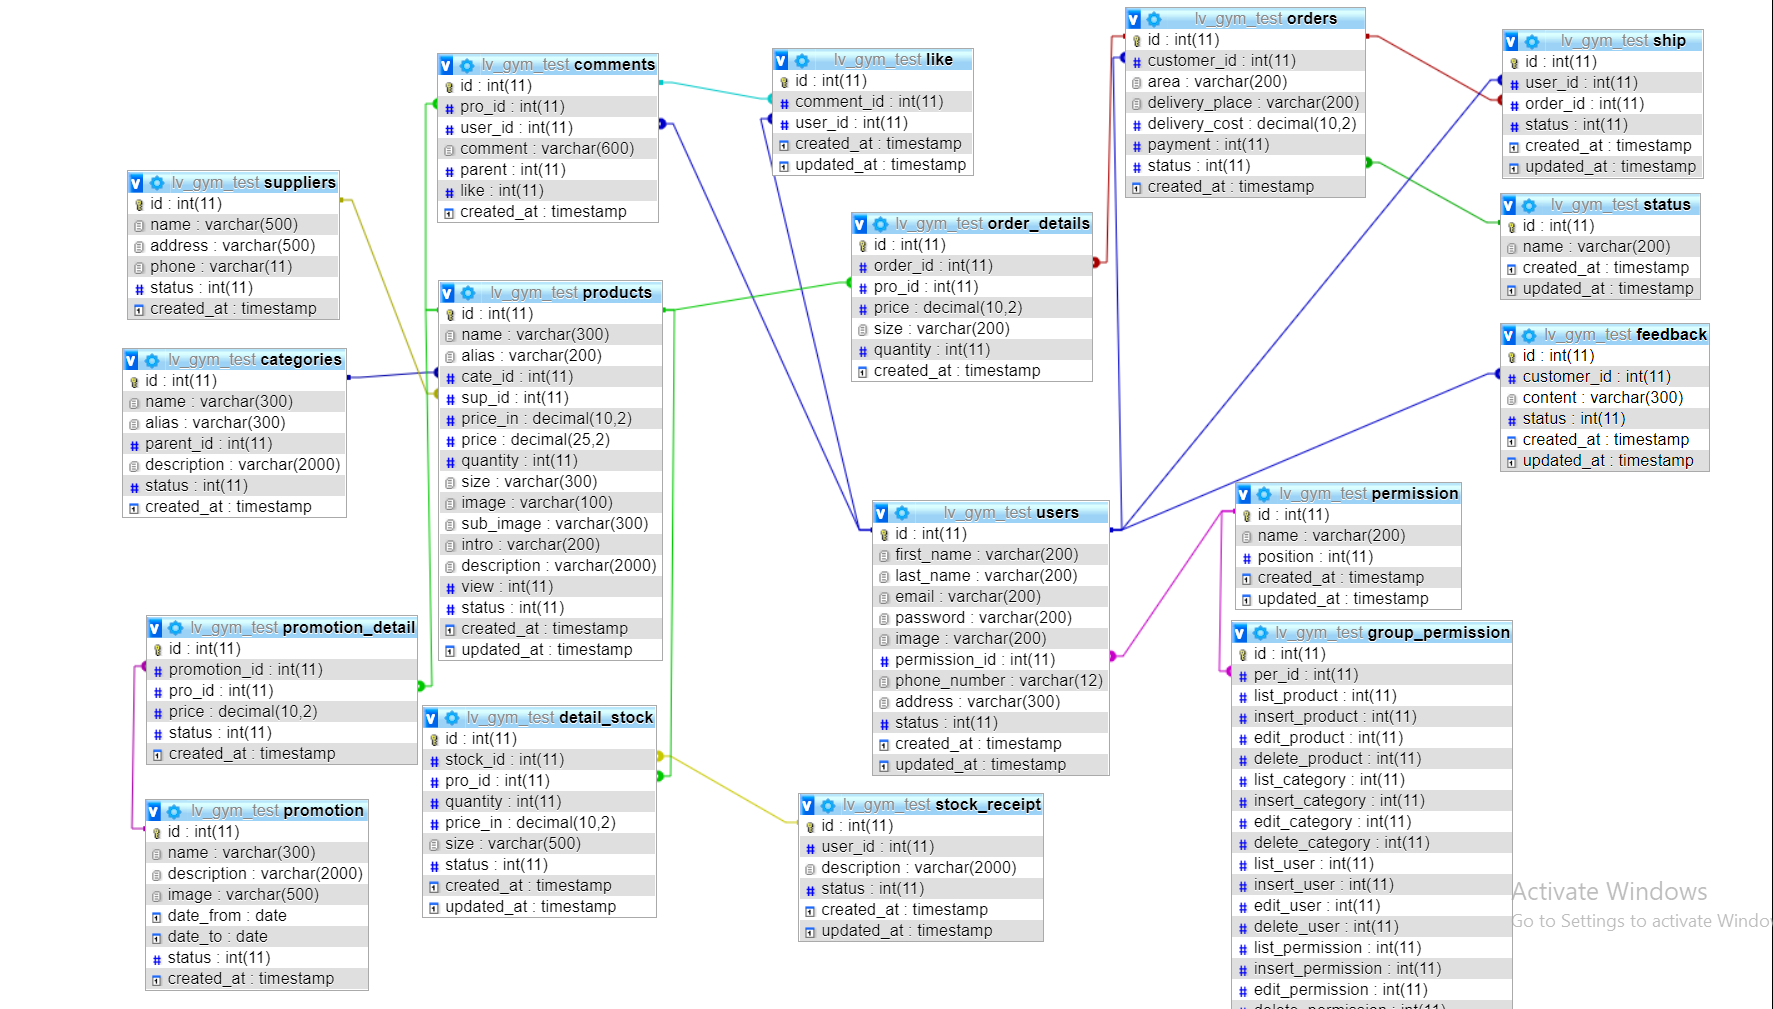 lv_gym_test comments
id : int(11)
pro_id : int(11)
user_id : int(11)
comment : varchar(600)
parent : int(11)
like : int(11)
created_at : timestamp
lv_gym_test like
id : int(11)
comment_id : int(11)
user_id : int(11)
created_at : timestamp
updated_at : timestamp
lv_gym_test orders
id : int(11)
customer_id : int(11)
area : varchar(200)
delivery_place : varchar(200)
delivery_cost : decimal(10,2)
payment : int(11)
status : int(11)
created_at : timestamp
lv_gym_test ship
id : int(11)
user_id : int(11)
order_id : int(11)
status : int(11)
created_at : timestamp
updated_at : timestamp
lv_gym_test suppliers
id : int(11)
name : varchar(500)
address : varchar(500)
phone : varchar(11)
status : int(11)
created_at : timestamp
lv_gym_test order_details
id : int(11)
order_id : int(11)
pro_id : int(11)
price : decimal(10,2)
size : varchar(200)
quantity : int(11)
created_at : timestamp
lv_gym_test status
id : int(11)
name : varchar(200)
created_at : timestamp
updated_at : timestamp
lv_gym_test categories
id : int(11)
name : varchar(300)
alias : varchar(300)
parent_id : int(11)
description : varchar(2000)
status : int(11)
created_at : timestamp
lv_gym_test products
id : int(11)
name : varchar(300)
alias : varchar(200)
cate_id : int(11)
sup_id : int(11)
price_in : decimal(10,2)
price : decimal(25,2)
quantity : int(11)
size : varchar(300)
image : varchar(100)
sub_image : varchar(300)
intro : varchar(200)
description : varchar(2000)
view : int(11)
status : int(11)
created_at : timestamp
updated_at : timestamp
lv_gym_test feedback
id : int(11)
customer_id : int(11)
content : varchar(300)
status : int(11)
created_at : timestamp
updated_at : timestamp
lv_gym_test users
id : int(11)
first_name : varchar(200)
last_name : varchar(200)
email : varchar(200)
password : varchar(200)
image : varchar(200)
permission_id : int(11)
phone_number : varchar(12)
address : varchar(300)
status : int(11)
created_at : timestamp
updated_at : timestamp
lv_gym_test permission
id : int(11)
name : varchar(200)
position : int(11)
created_at : timestamp
updated_at : timestamp
lv_gym_test promotion_detail
id : int(11)
promotion_id : int(11)
pro_id : int(11)
price : decimal(10,2)
status : int(11)
created_at : timestamp
lv_gym_test promotion
id : int(11)
name : varchar(300)
description : varchar(2000)
image : varchar(500)
date_from : date
date_to : date
status : int(11)
created_at : timestamp
lv_gym_test detail_stock
id : int(11)
stock_id : int(11)
pro_id : int(11)
quantity : int(11)
price_in : decimal(10,2)
size : varchar(500)
status : int(11)
created_at : timestamp
updated_at : timestamp
lv_gym_test stock_receipt
id : int(11)
user_id : int(11)
description : varchar(2000)
status : int(11)
created_at : timestamp
updated_at : timestamp
lv_gym_test group_permission
id : int(11)
per_id : int(11)
list_product : int(11)
insert_product : int(11)
edit_product : int(11)
delete_product : int(11)
list_category : int(11)
insert_category : int(11)
edit_category : int(11)
delete_category : int(11)
list_user : int(11)
insert_user : int(11)
edit_user : int(11)
delete_user : int(11)
list_permission : int(11)
insert_permission : int(11)
edit_permission : int(11)
delete_permission : int(11)
Activate Windows
Go to Settings to activate Windo